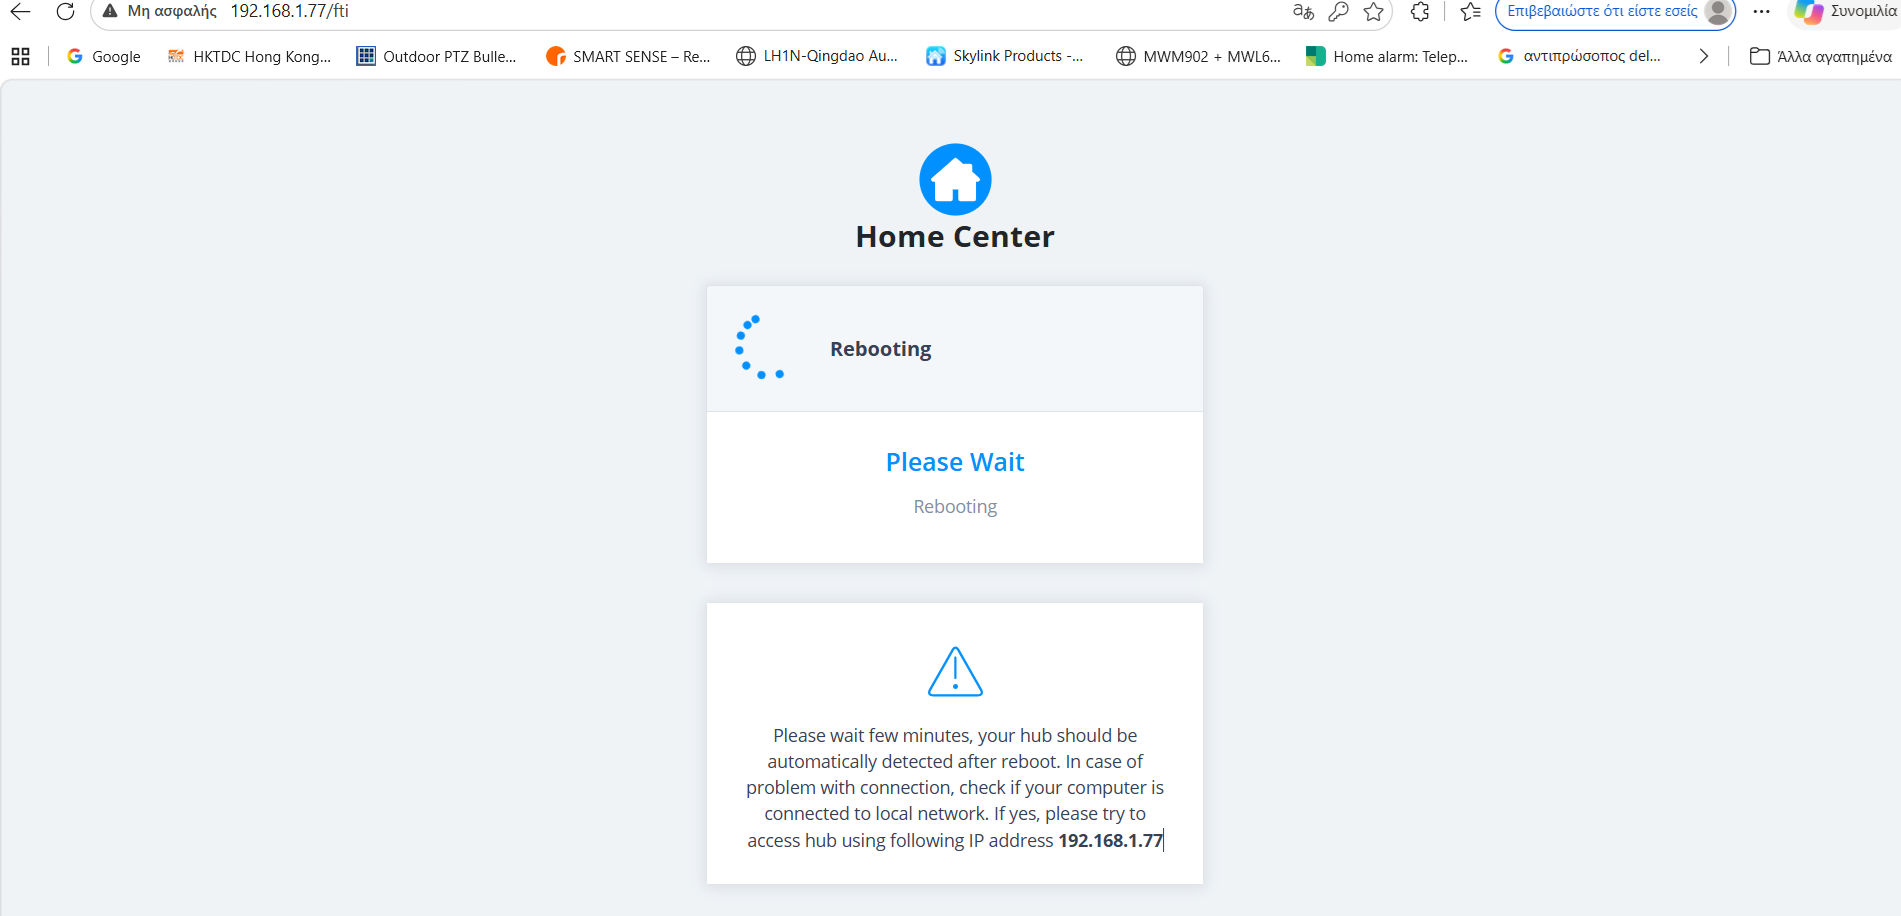 Μη ασφαλής 192.168.1.77/fti
Επιβεβαιώστε ότι είστε εσείς
Συνομιλία
Google
HKTDC Hong Kong...
Outdoor PTZ Bulle...
SMART SENSE – Re...
LH1N-Qingdao Au...
Skylink Products -...
MWM902 + MWL6...
Home alarm: Telep...
αντιπρόσωπος del...
Άλλα αγαπημένα
Home Center
Rebooting
Please Wait
Rebooting
Please wait few minutes, your hub should be
automatically detected after reboot. In case of
problem with connection, check if your computer is
connected to local network. If yes, please try to
access hub using following IP address 192.168.1.77